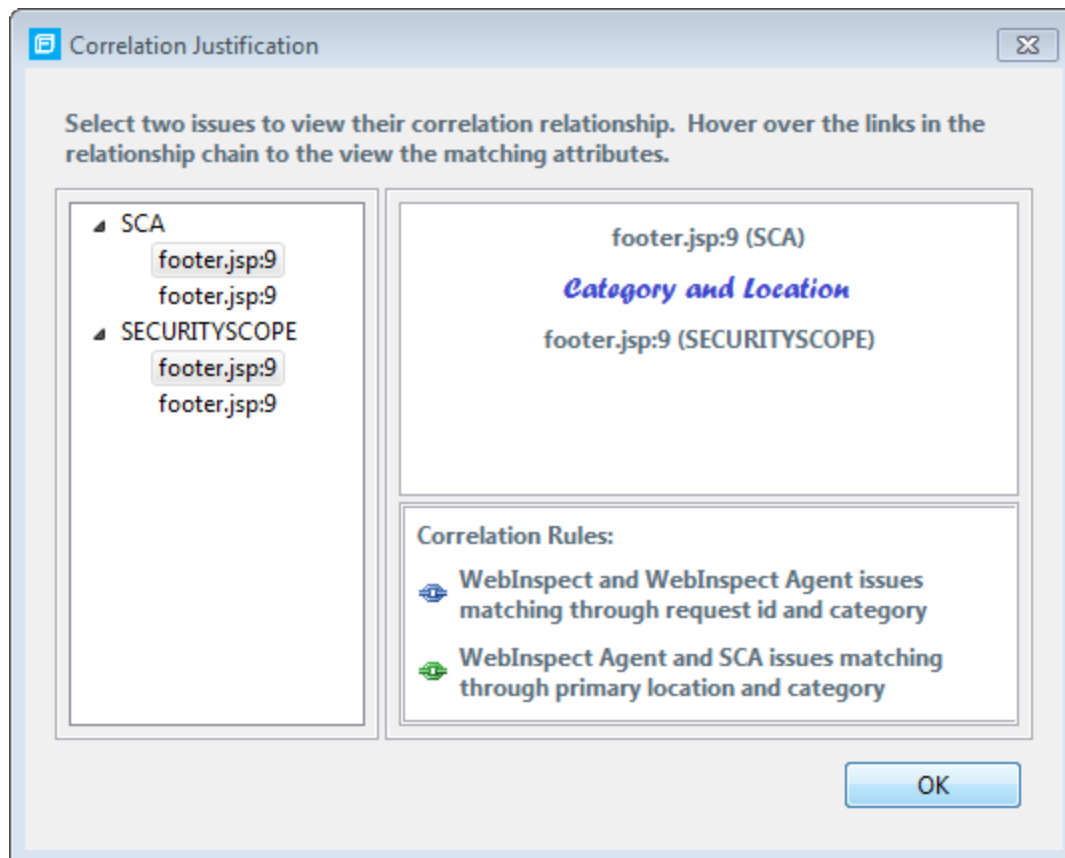 Correlation Justification
Select two issues to view their correlation relationship.  Hover over the links in the
relationship chain to the view the matching attributes.
SCA
footer.jsp:9
footer.jsp:9
SECURITYSCOPE
footer.jsp:9
footer.jsp:9
footer.jsp:9 (SCA)
Category and Location
footer.jsp:9 (SECURITYSCOPE)
Correlation Rules:
WebInspect and WebInspect Agent issues
matching through request id and category
WebInspect Agent and SCA issues matching
through primary location and category
OK